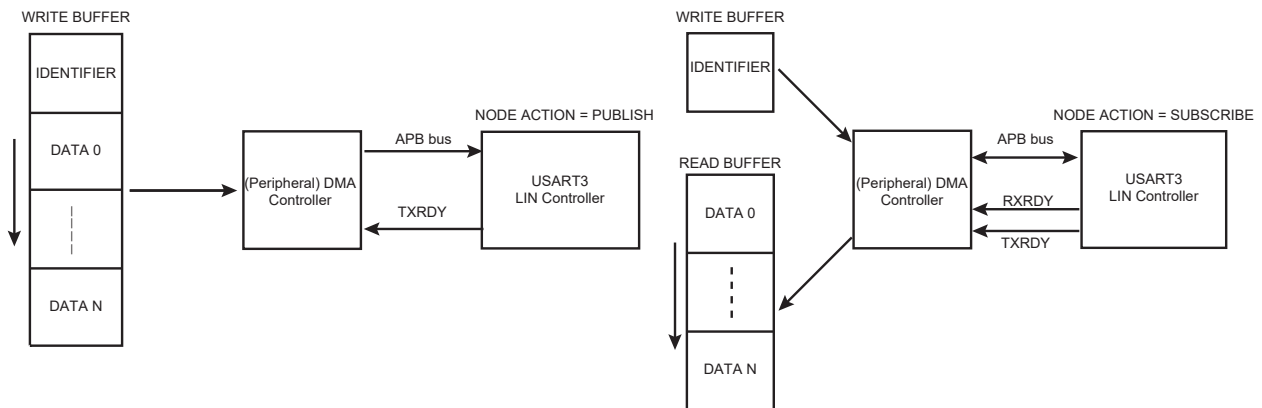 WRITE BUFFER
IDENTIFIER
DATA 0
DATA N
(Peripheral) DMA
Controller
APB bus
TXRDY
NODE ACTION = PUBLISH
USART3
LIN Controller
WRITE BUFFER
IDENTIFIER
READ BUFFER
DATA 0
DATA N
(Peripheral) DMA
Controller
APB bus
RXRDY
TXRDY
NODE ACTION = SUBSCRIBE
USART3
LIN Controller